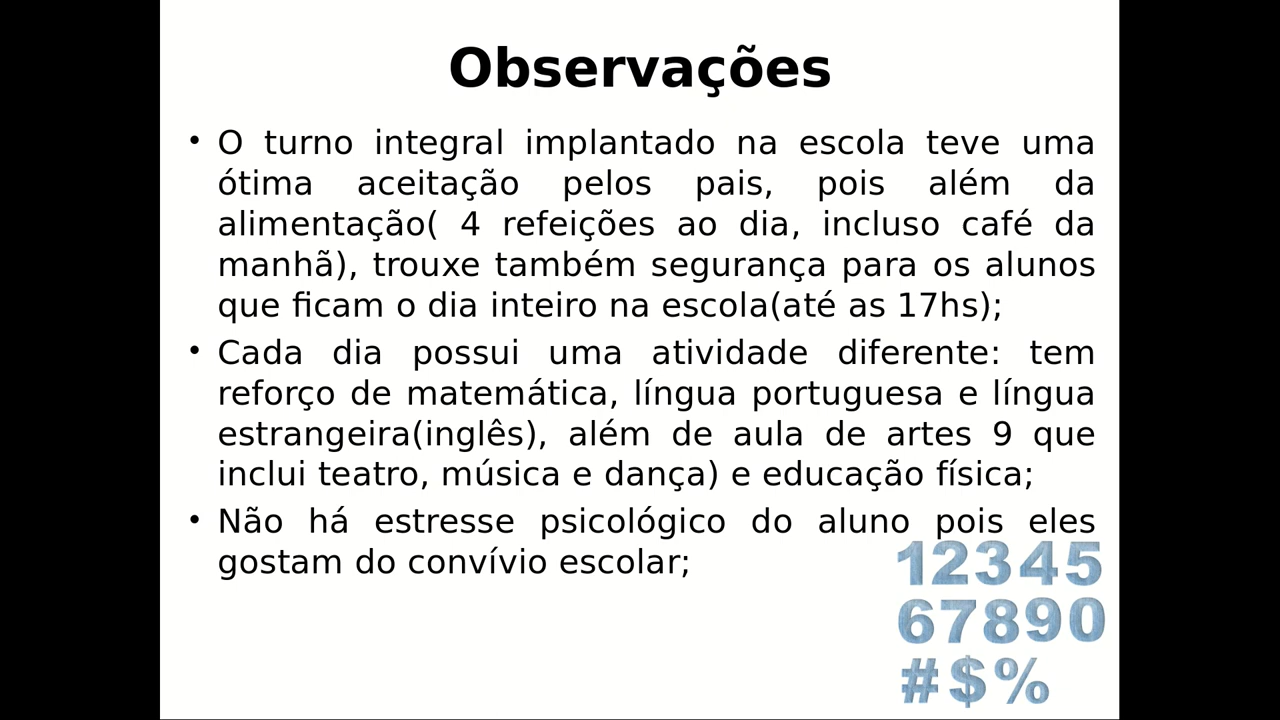 Observações
• O turno integral implantado na escola teve uma
ótima aceitação pelos pais, pois além da
alimentação( 4 refeições ao dia, incluso café da
manhã), trouxe também segurança para os alunos
que ficam o dia inteiro na escola(até as 17hs);
• Cada dia possui uma atividade diferente: tem
reforço de matemática, língua portuguesa e língua
estrangeira(inglês), além de aula de artes 9 que
inclui teatro, música e dança) e educação física;
• Não há estresse psicológico do aluno pois eles
gostam do convívio escolar;
12345
67890
#$%